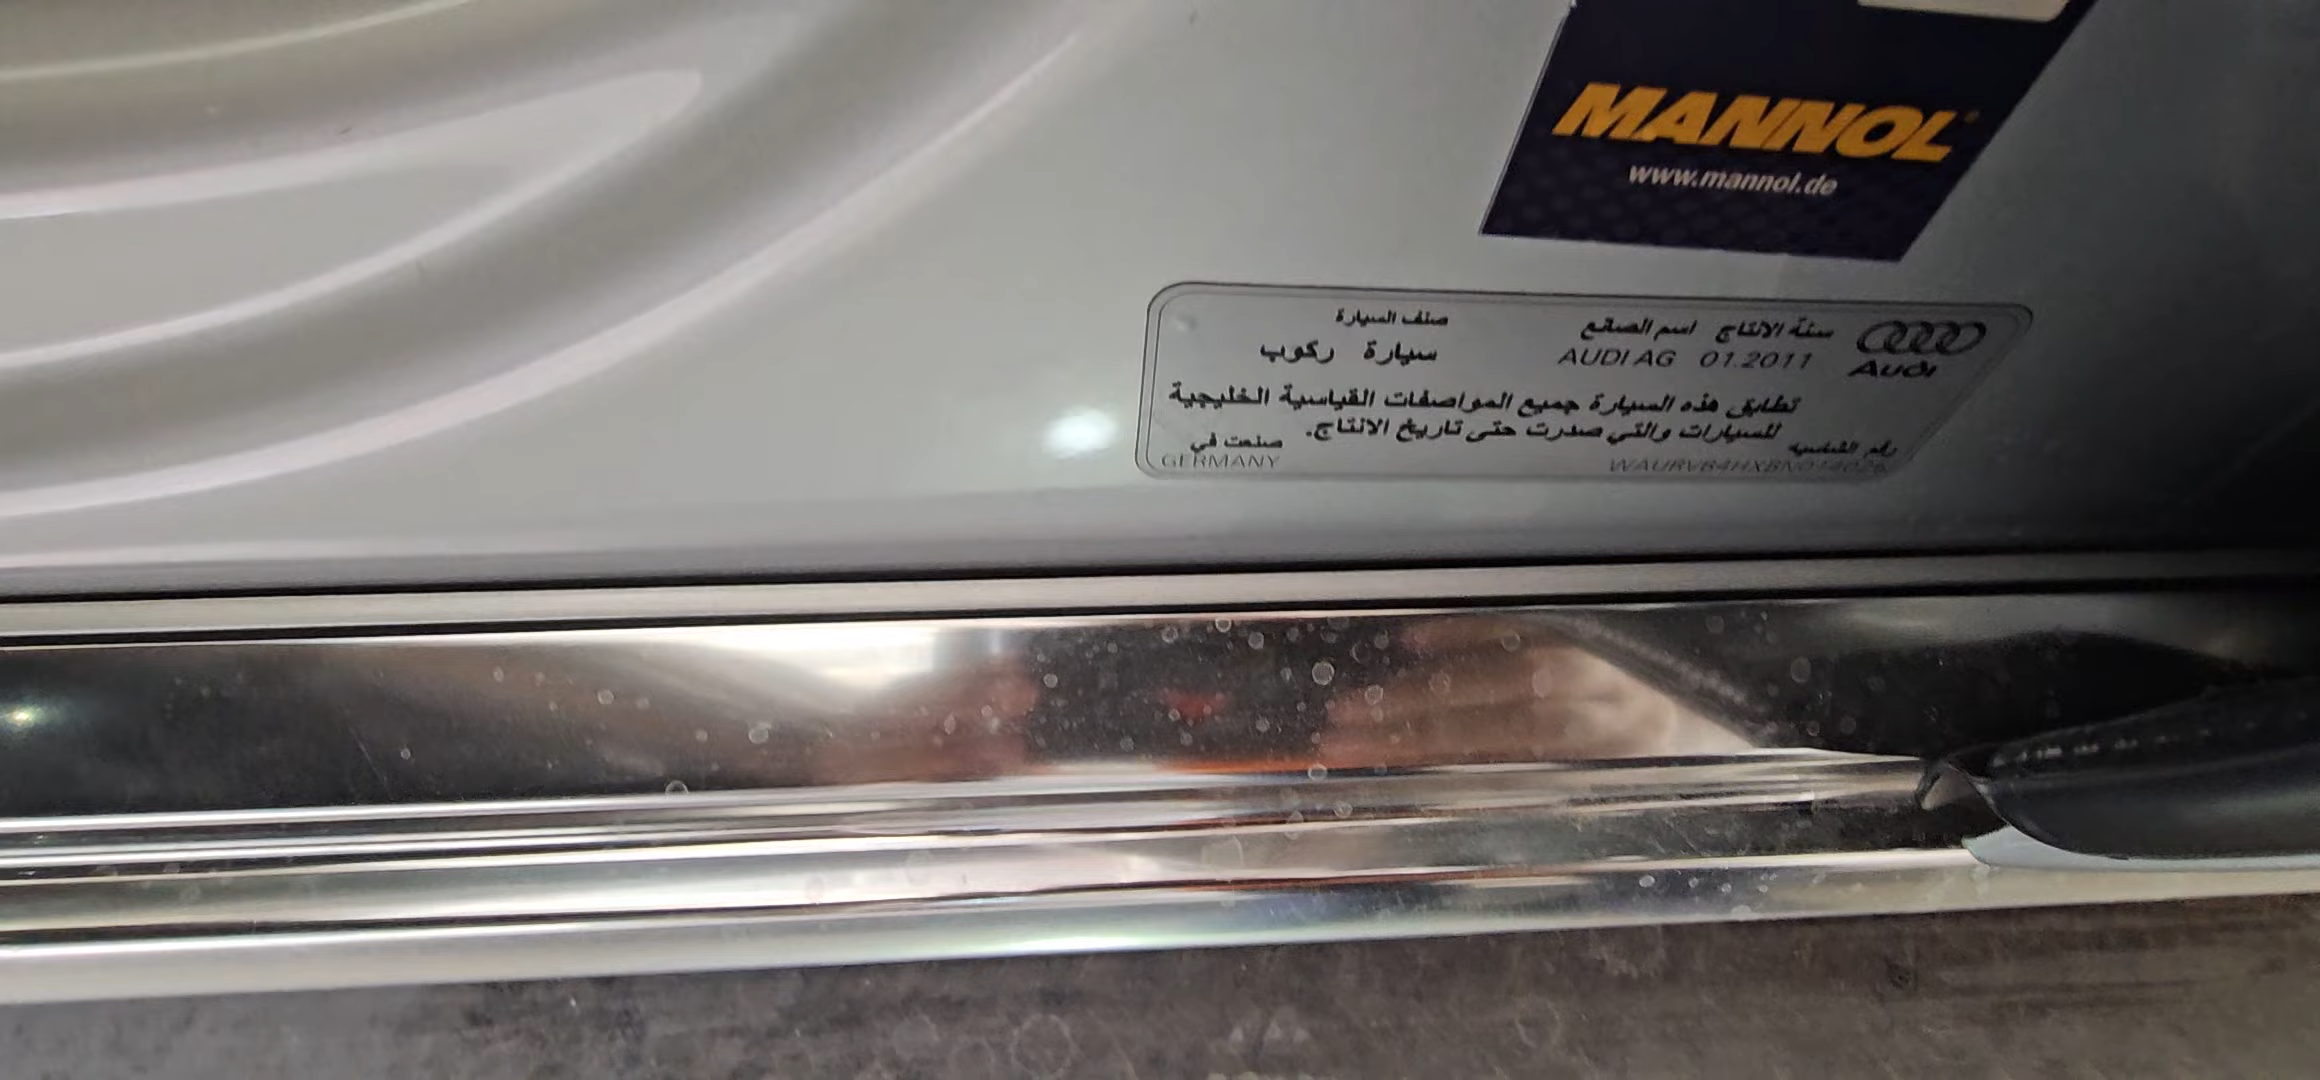 MANNOL
www.mannol.de
سنة الانتاج اسم الصانع صنف السيارة
AUDI AG 01.2011 سيارة ركوب
Audi
تطابق هذه السيارة جميع المواصفات القياسية الخليجية
للسيارات والتي صدرت حتى تاريخ الانتاج.
رقم الشاسيه صنعت في
GERMANY